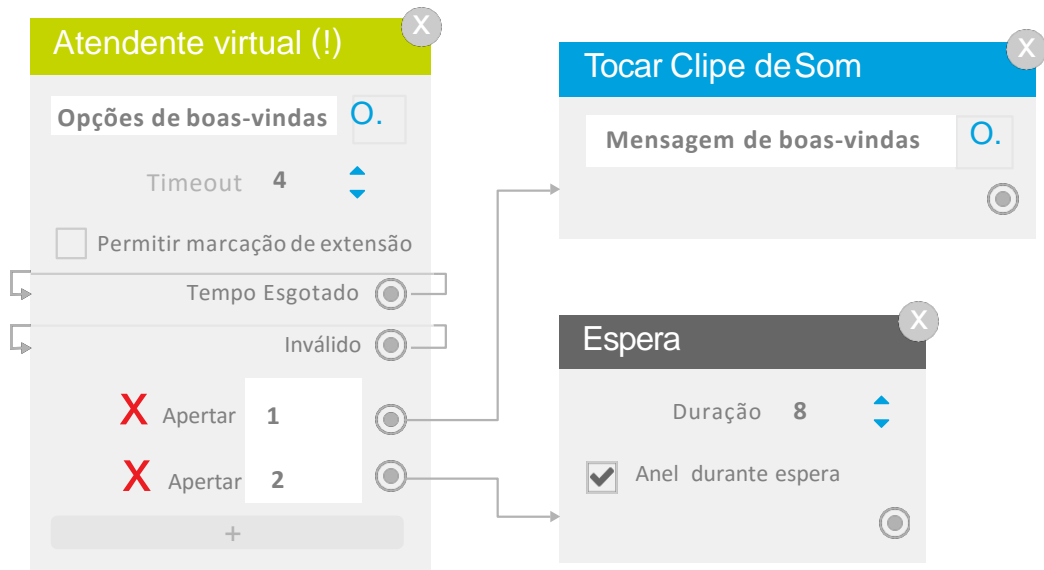 Atendente virtual (!)
X
Opções de boas-vindas
O.
Timeout 4
Permitir marcação de extensão
Tempo Esgotado
Inválido
X Apertar 1
X Apertar 2
+
Tocar Clipe de Som
X
Mensagem de boas-vindas
O.
Espera
X
Duração 8
Anel durante espera